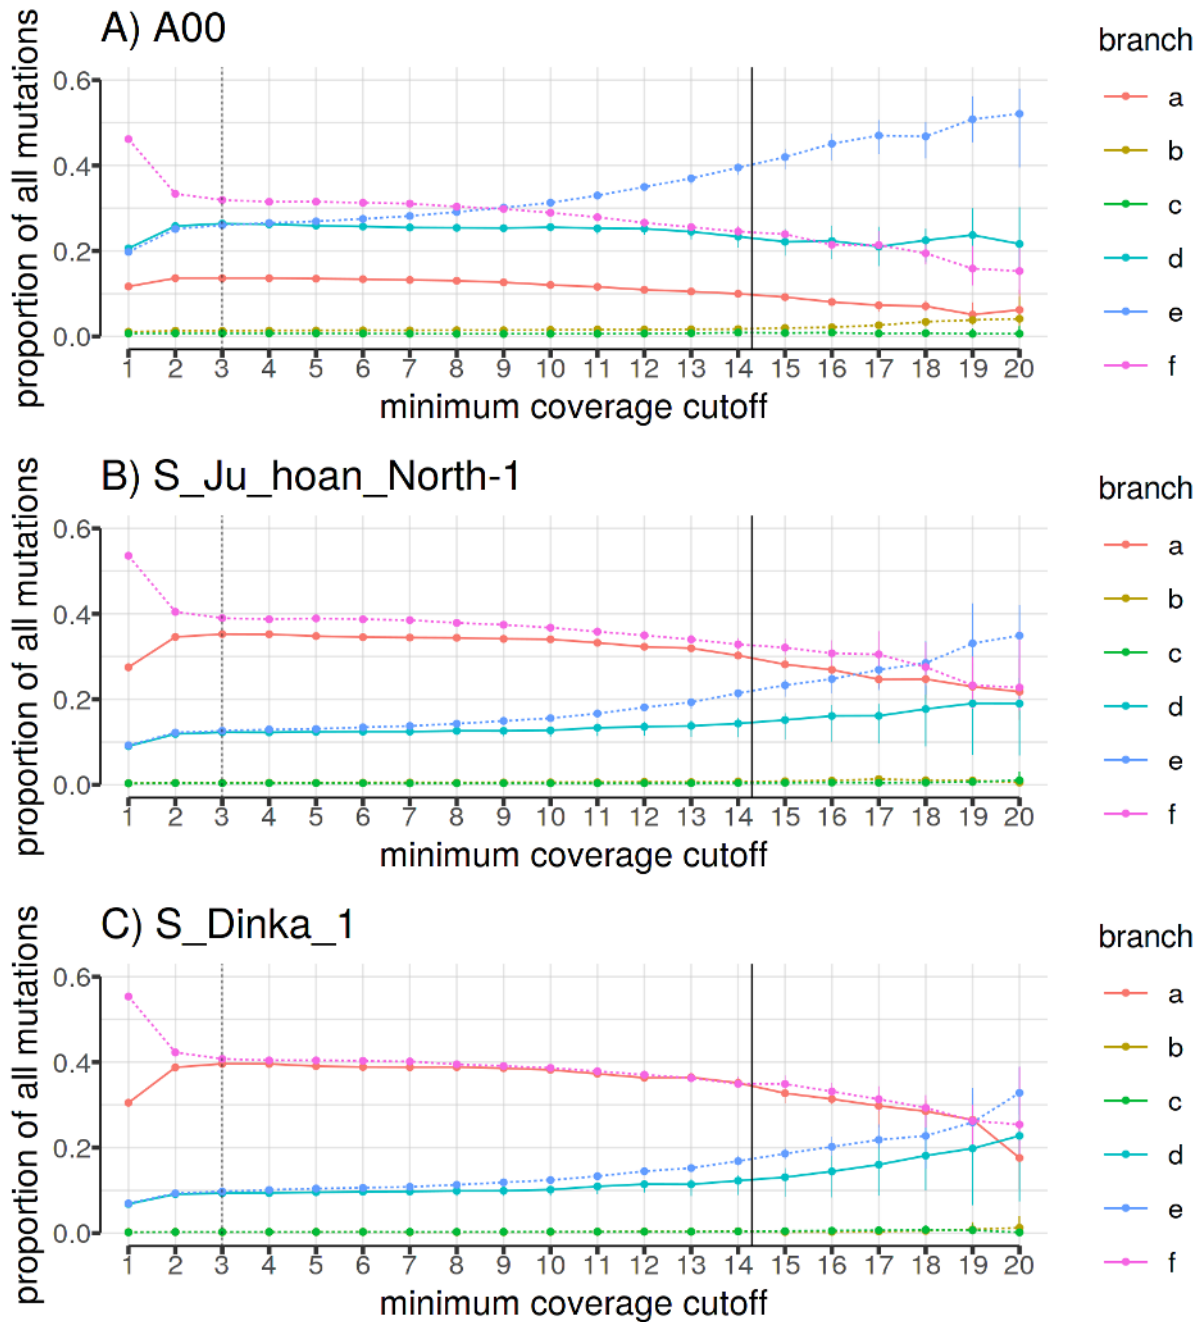 A) A00
proportion of all mutations
0.6
0.4
0.2
0.0
1 2 3 4 5 6 7 8 9 10 11 12 13 14 15 16 17 18 19 20
minimum coverage cutoff
branch
a
b
c
d
e
f
B) S_Ju_hoan_North-1
proportion of all mutations
0.6
0.4
0.2
0.0
1 2 3 4 5 6 7 8 9 10 11 12 13 14 15 16 17 18 19 20
minimum coverage cutoff
branch
a
b
c
d
e
f
C) S_Dinka_1
proportion of all mutations
0.6
0.4
0.2
0.0
1 2 3 4 5 6 7 8 9 10 11 12 13 14 15 16 17 18 19 20
minimum coverage cutoff
branch
a
b
c
d
e
f